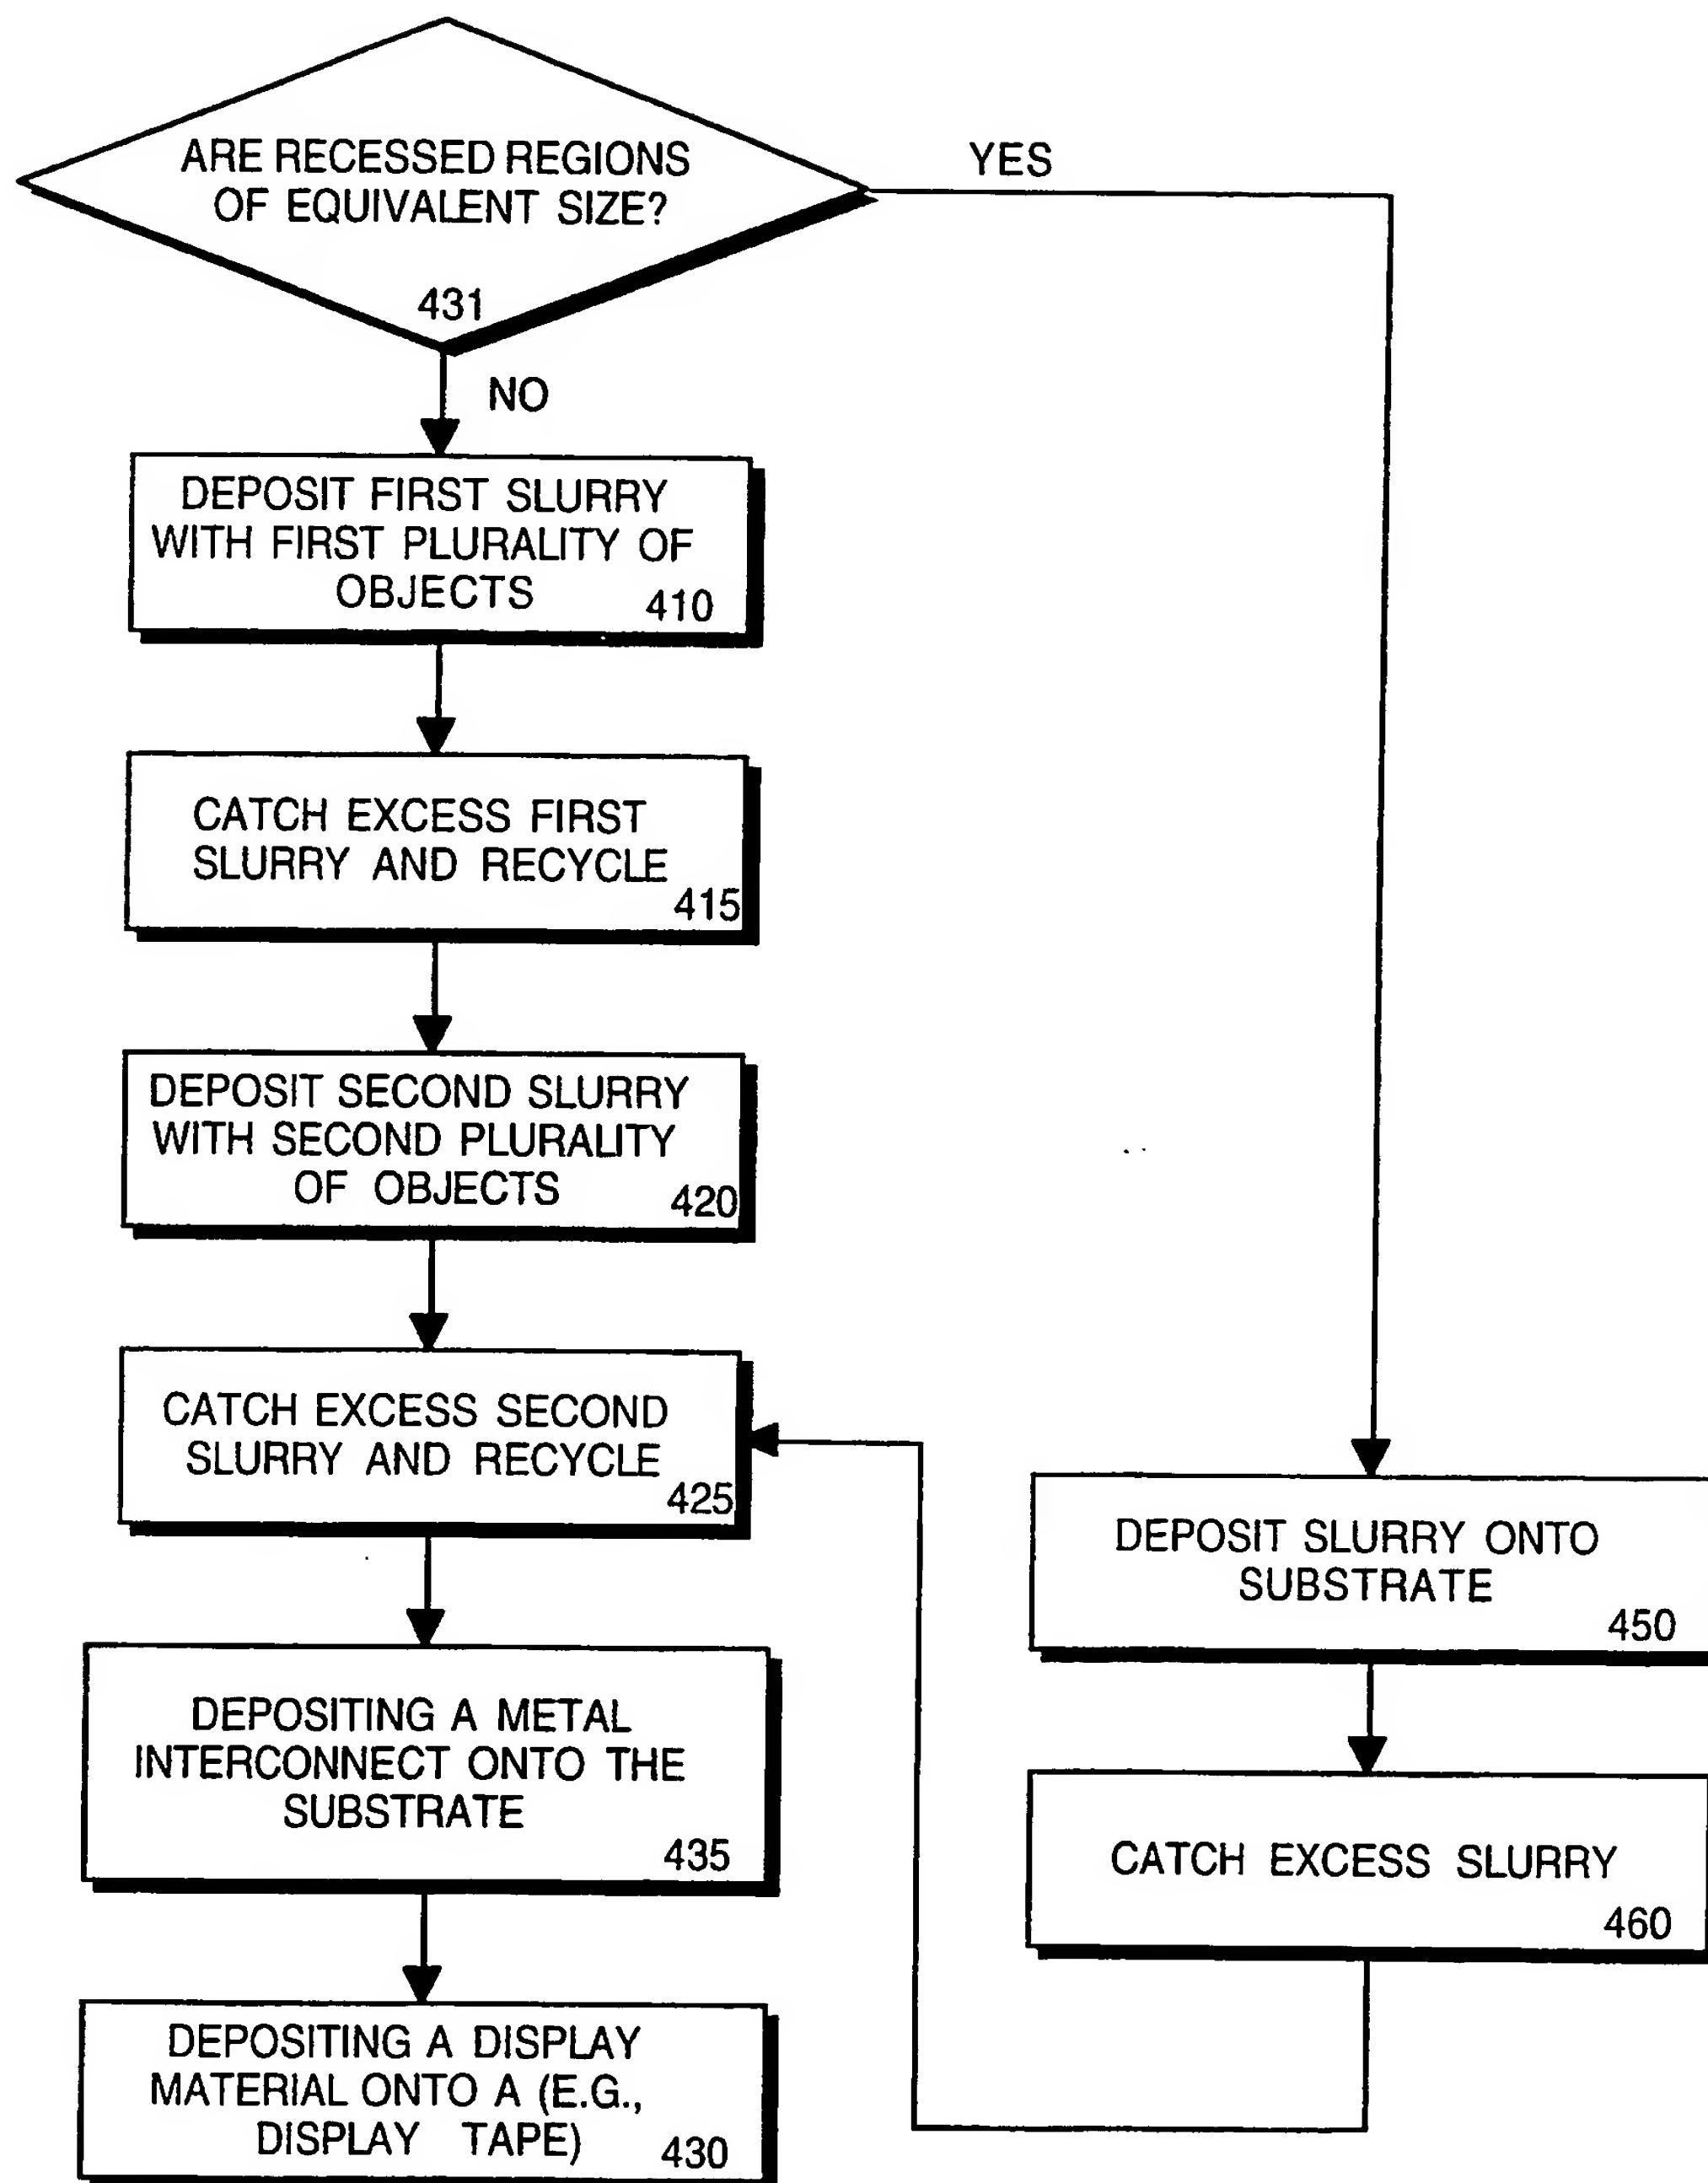 ARE RECESSED REGIONS
OF EQUIVALENT SIZE?
431
YES
NO
DEPOSIT FIRST SLURRY
WITH FIRST PLURALITY OF
OBJECTS
410
CATCH EXCESS FIRST
SLURRY AND RECYCLE
415
DEPOSIT SECOND SLURRY
WITH SECOND PLURALITY
OF OBJECTS
420
CATCH EXCESS SECOND
SLURRY AND RECYCLE
425
DEPOSITING A METAL
INTERCONNECT ONTO THE
SUBSTRATE
435
DEPOSITING A DISPLAY
MATERIAL ONTO A (E.G.,
DISPLAY TAPE)
430
DEPOSIT SLURRY ONTO
SUBSTRATE
450
CATCH EXCESS SLURRY
460